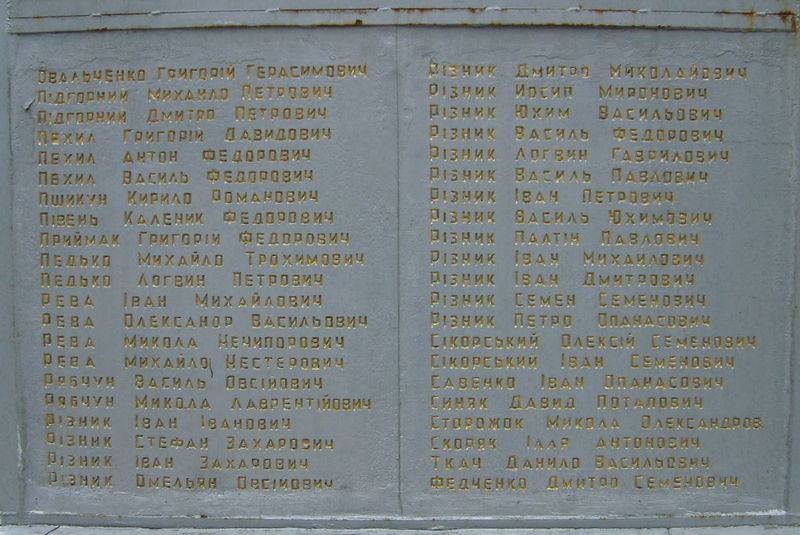 Овальченко Григорій Герасимович
Підгорний Михайло Петрович
Підгорний Дмитро Петрович
Пехил Григорій Давидович
Пехил Антон Федорович
Пехил Василь Федорович
Пшикун Кирило Романович
Півень Каленик Федорович
Приймак Григорій Федорович
Педько Михайло Трохимович
Педько Логвин Петрович
Рева Іван Михайлович
Рева Олександр Васильович
Рева Микола Нечипорович
Рева Михайло Нестерович
Рябчун Василь Овсійович
Рябчун Микола Лаврентійович
Різник Іван Іванович
Різник Стефан Захарович
Різник Іван Захарович
Різник Омельян Овсійович
Різник Дмитро Миколайович
Різник Йосип Миронович
Різник Юхим Васильович
Різник Василь Федорович
Різник Логвин Гаврилович
Різник Василь Павлович
Різник Іван Петрович
Різник Василь Юхимович
Різник Палтін Павлович
Різник Іван Михайлович
Різник Іван Дмитрович
Різник Семен Семенович
Різник Петро Опанасович
Сікорський Олексій Семенович
Сікорський Іван Семенович
Савенко Іван Опанасович
Синяк Давид Потапович
Сторожок Микола Олександров.
Скоряк Ілля Антонович
Ткач Данило Васильович
Федченко Дмитро Семенович